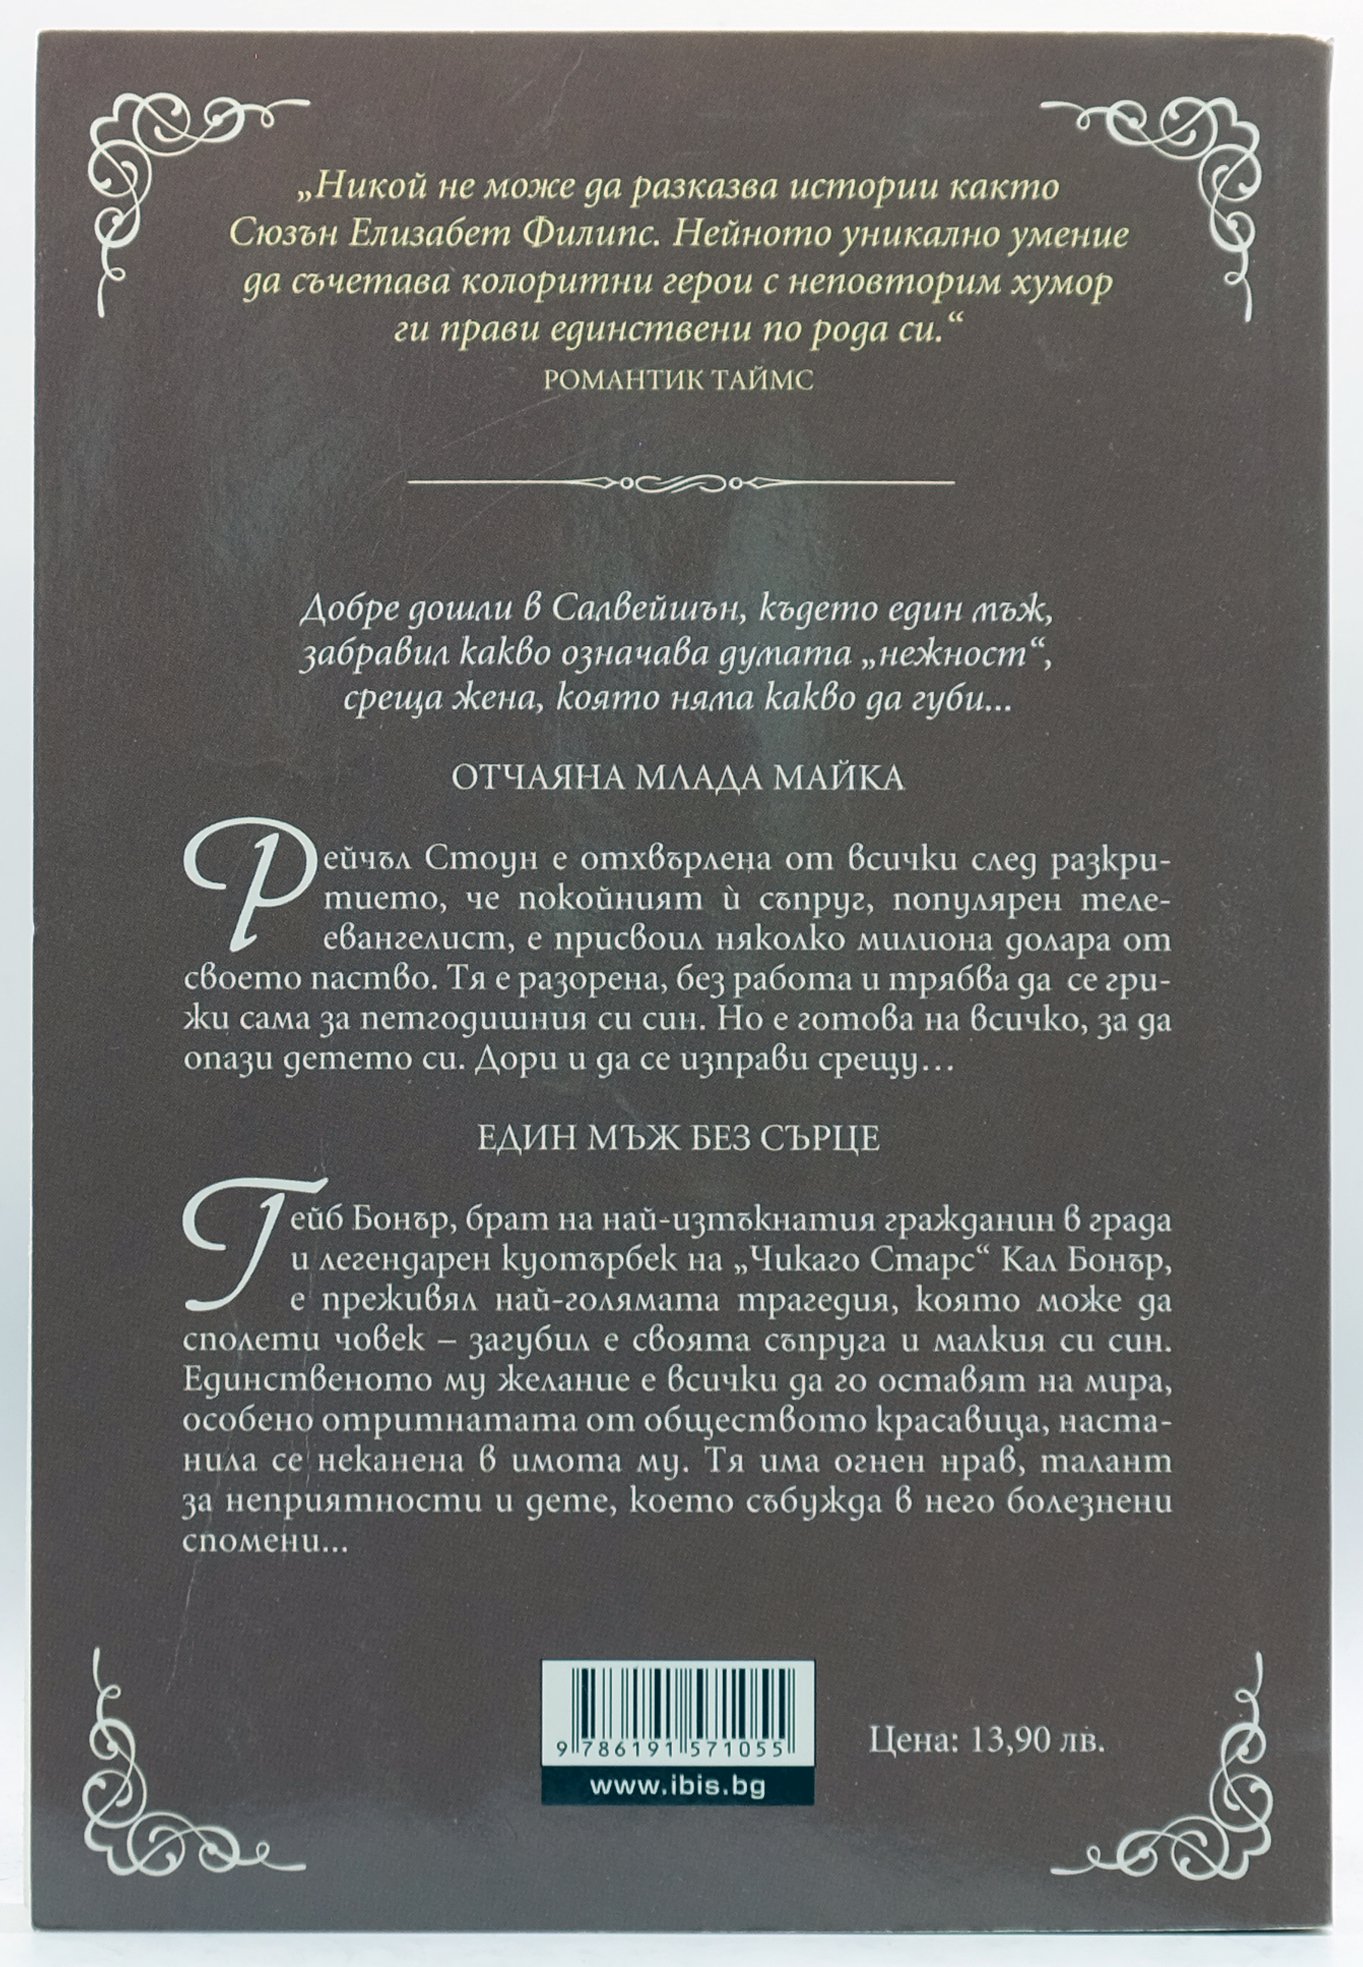 „Никой не може да разказва истории както
Сюзън Елизабет Филипс. Нейното уникално умение
да съчетава колоритни герои с неповторим хумор
ги прави единствени по рода си.“
РОМАНТИК ТАЙМС
Добре дошли в Салвейшън, където един мъж,
забравил какво означава думата „нежност“,
среща жена, която няма какво да губи...
ОТЧАЯНА МЛАДА МАЙКА
Рейчъл Стоун е отхвърлена от всички след разкри-
тието, че покойният ѝ съпруг, популярен теле-
евангелист, е присвоил няколко милиона долара от
своето паство. Тя е разорена, без работа и трябва да се гри-
жи сама за петгодишния си син. Но е готова на всичко, за да
опази детето си. Дори и да се изправи срещу...
ЕДИН МЪЖ БЕЗ СЪРЦЕ
Гейб Бонър, брат на най-изтъкнатия гражданин в града
и легендарен куотърбек на „Чикаго Старс“ Кал Бонър,
е преживял най-голямата трагедия, която може да
сполети човек – загубил е своята съпруга и малкия си син.
Единственото му желание е всички да го оставят на мира,
особено отритнатата от обществото красавица, наста-
нила се неканена в имота му. Тя има огнен нрав, талант
за неприятности и дете, което събужда в него болезнени
спомени...
9 786191 571055
www.ibis.bg
Цена: 13,90 лв.